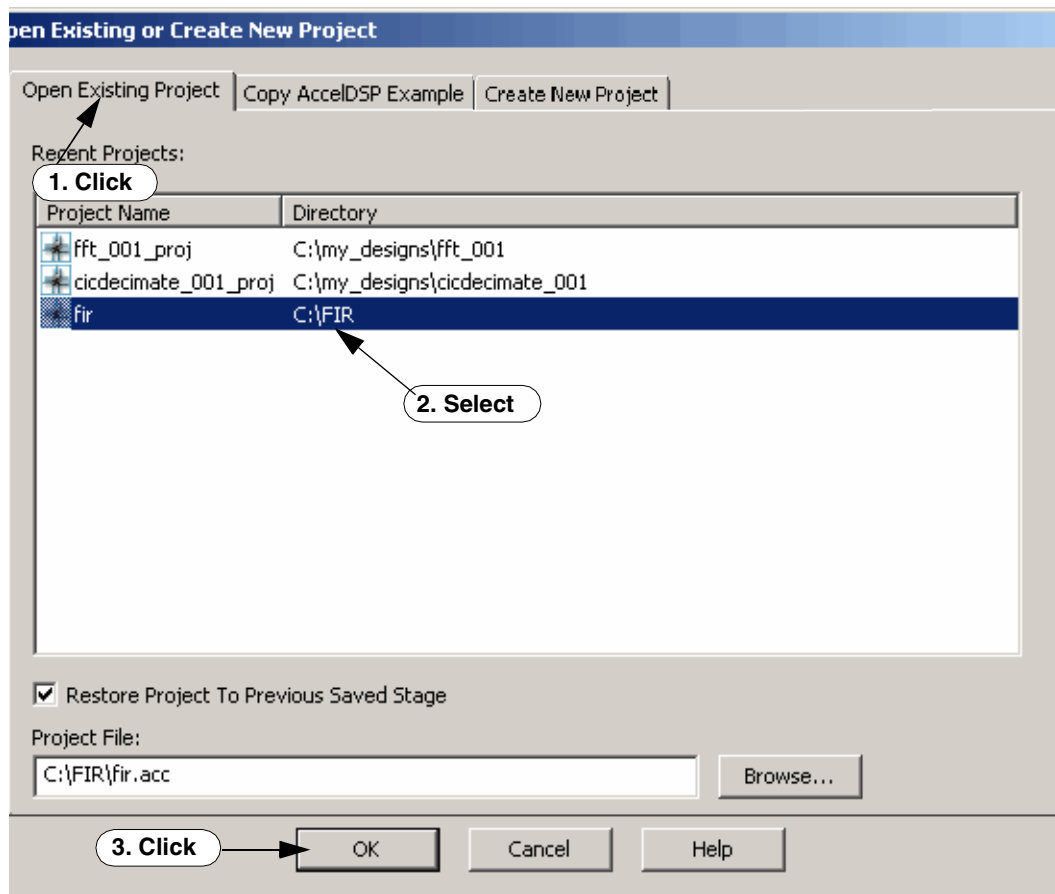 pen Existing or Create New Project
Open Existing Project Copy AccelDSP Example Create New Project
Recent Projects:
1. Click
Project Name Directory
fft_001_proj C:\my_designs\fft_001
cicdecimate_001_proj C:\my_designs\cicdecimate_001
fir C:\FIR
2. Select
Restore Project To Previous Saved Stage
Project File:
C:\FIR\fir.acc Browse...
3. Click OK Cancel Help